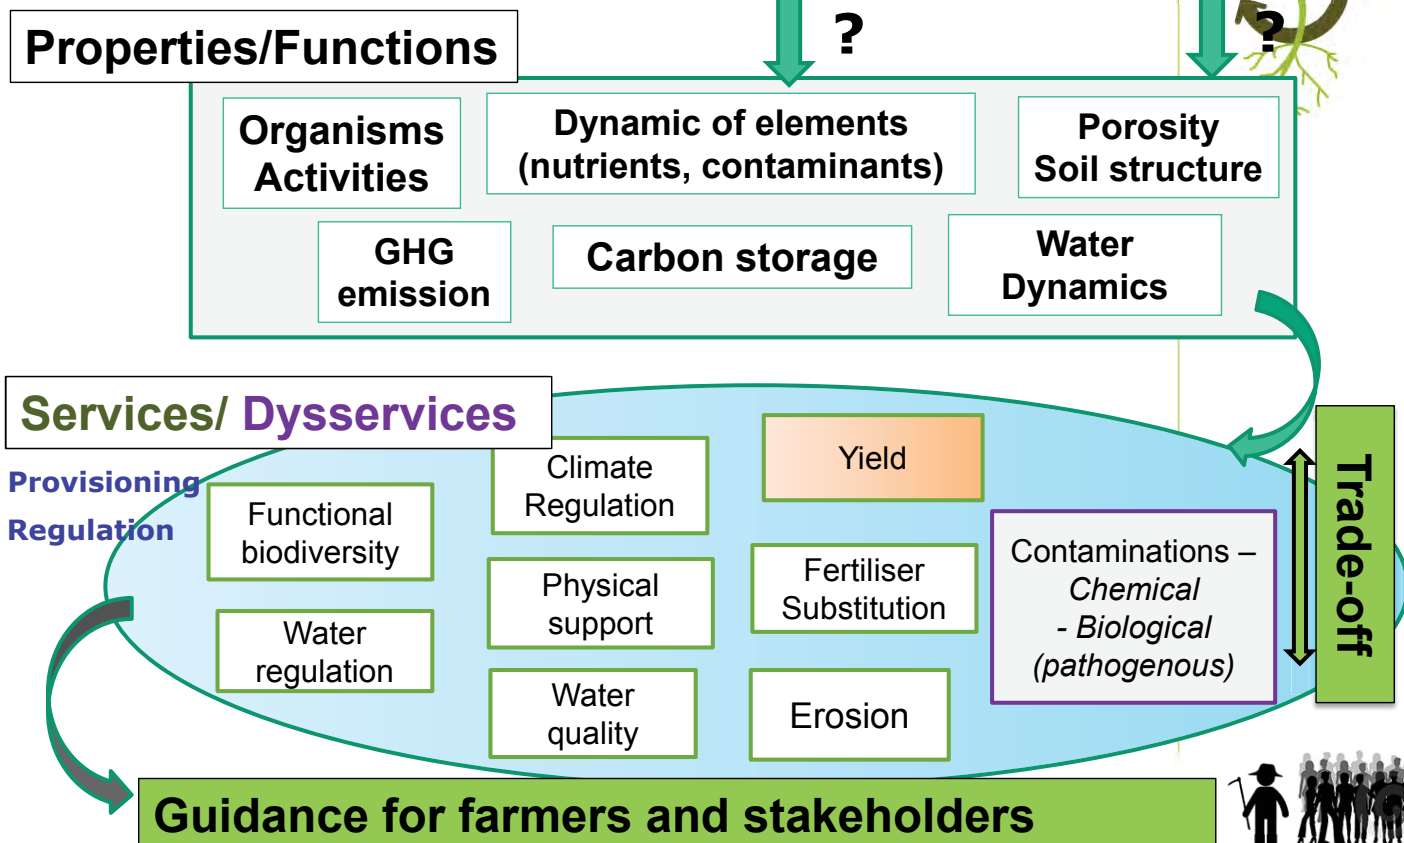 ?
?
Properties/Functions
Organisms
Activities
Dynamic of elements
(nutrients, contaminants)
Porosity
Soil structure
GHG
emission
Carbon storage
Water
Dynamics
Services/ Dysservices
Provisioning
Regulation
Functional
biodiversity
Climate
Regulation
Yield
Water
regulation
Physical
support
Fertiliser
Substitution
Contaminations –
Chemical
- Biological
(pathogenous)
Water
quality
Erosion
Trade-off
Guidance for farmers and stakeholders